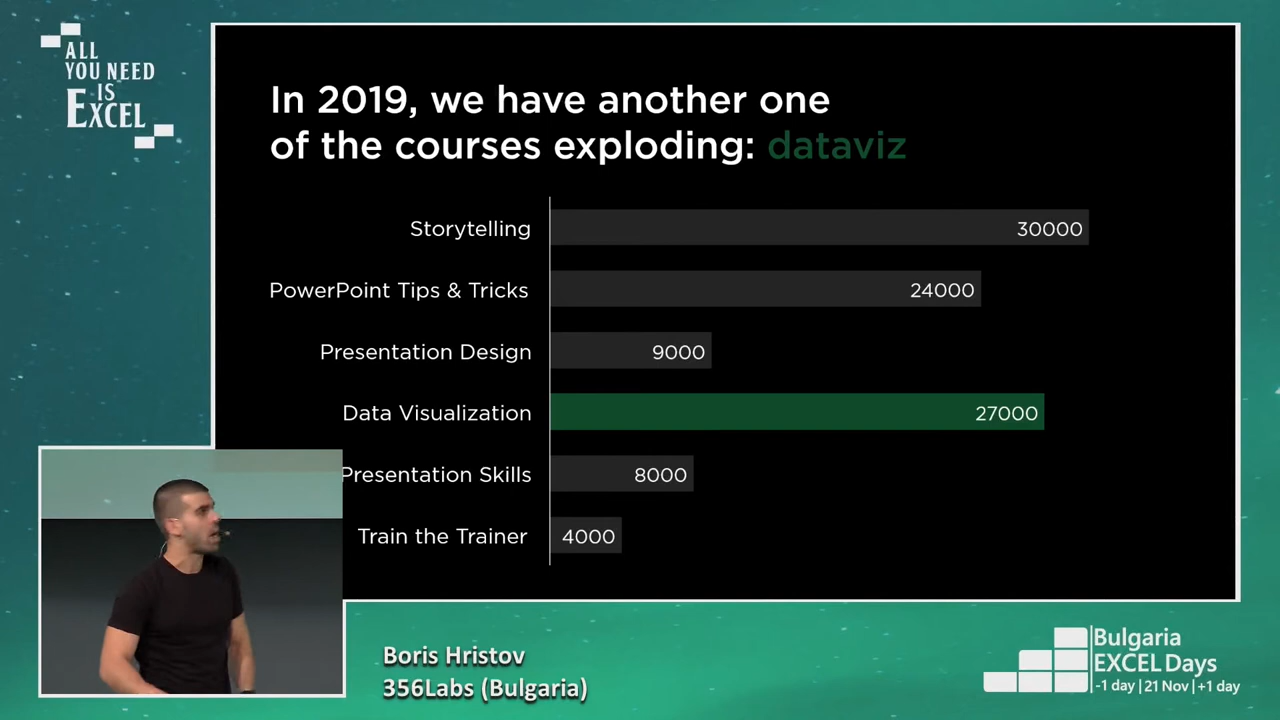 ALL
YOU NEED
IS
EXCEL
In 2019, we have another one
of the courses exploding: dataviz
Storytelling 30000
PowerPoint Tips & Tricks 24000
Presentation Design 9000
Data Visualization 27000
Presentation Skills 8000
Train the Trainer 4000
Boris Hristov
356Labs (Bulgaria)
Bulgaria
EXCEL Days
-1 day | 21 Nov | +1 day